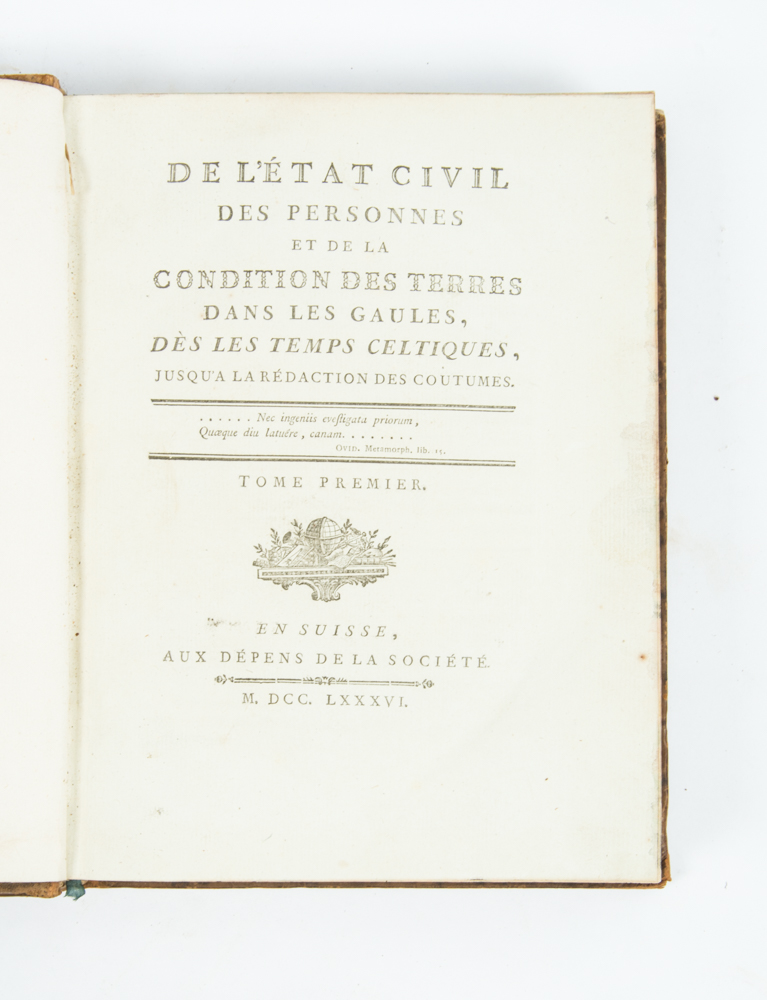 DE L'ÉTAT CIVIL
DES PERSONNES
ET DE LA
CONDITION DES TERRES
DANS LES GAULES,
DÈS LES TEMPS CELTIQUES,
JUSQU'A LA RÉDACTION DES COUTUMES.
. . . . . . Nec ingeniis eveſtigata priorum,
Quæque diu latuére, canam. . . . . . . .
OVID. Metamorph. lib. 15.
TOME PREMIER.
EN SUISSE,
AUX DÉPENS DE LA SOCIÉTÉ.
M. DCC. LXXXVI.